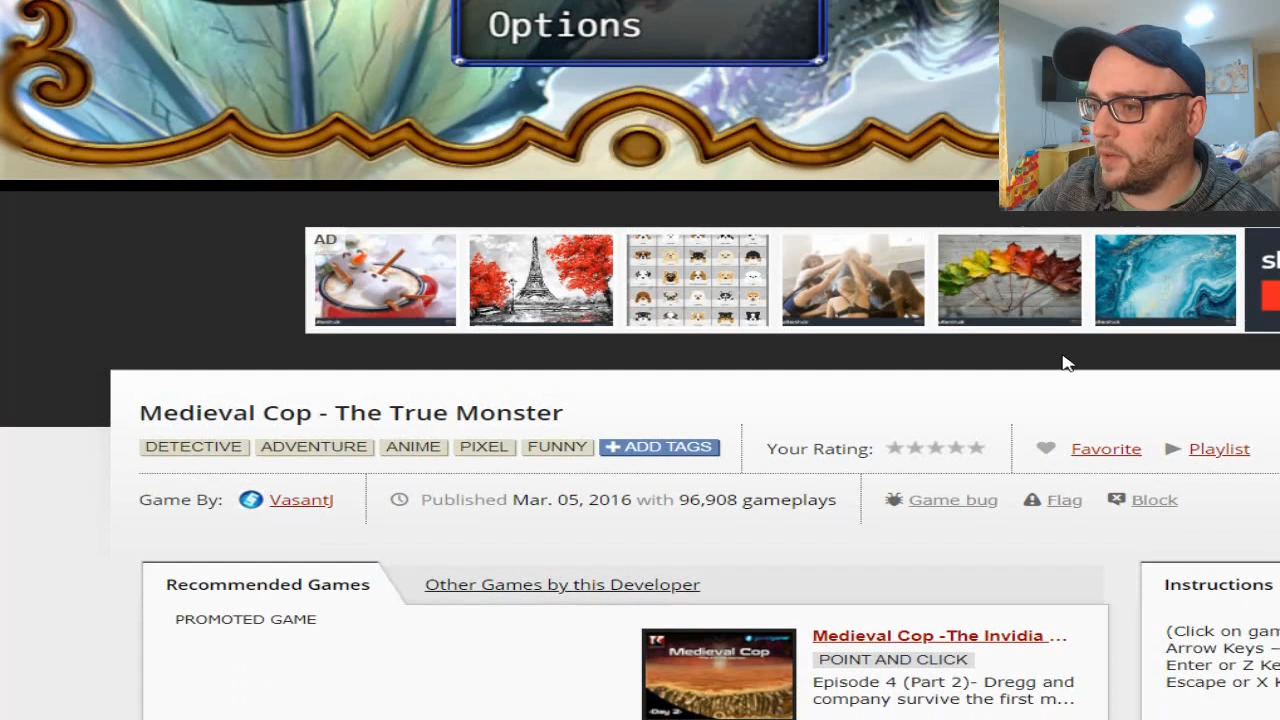 Options
AD
sh
Medieval Cop - The True Monster
DETECTIVE ADVENTURE ANIME PIXEL FUNNY + ADD TAGS
Your Rating:
Favorite Playlist
Game By: VasantJ
Published Mar. 05, 2016 with 96,908 gameplays
Game bug Flag Block
Recommended Games
Other Games by this Developer
Instructions
PROMOTED GAME
Medieval Cop
Day 2
Medieval Cop -The Invidia ...
POINT AND CLICK
Episode 4 (Part 2)- Dregg and
company survive the first m...
(Click on gam
Arrow Keys –
Enter or Z Ke
Escape or X K